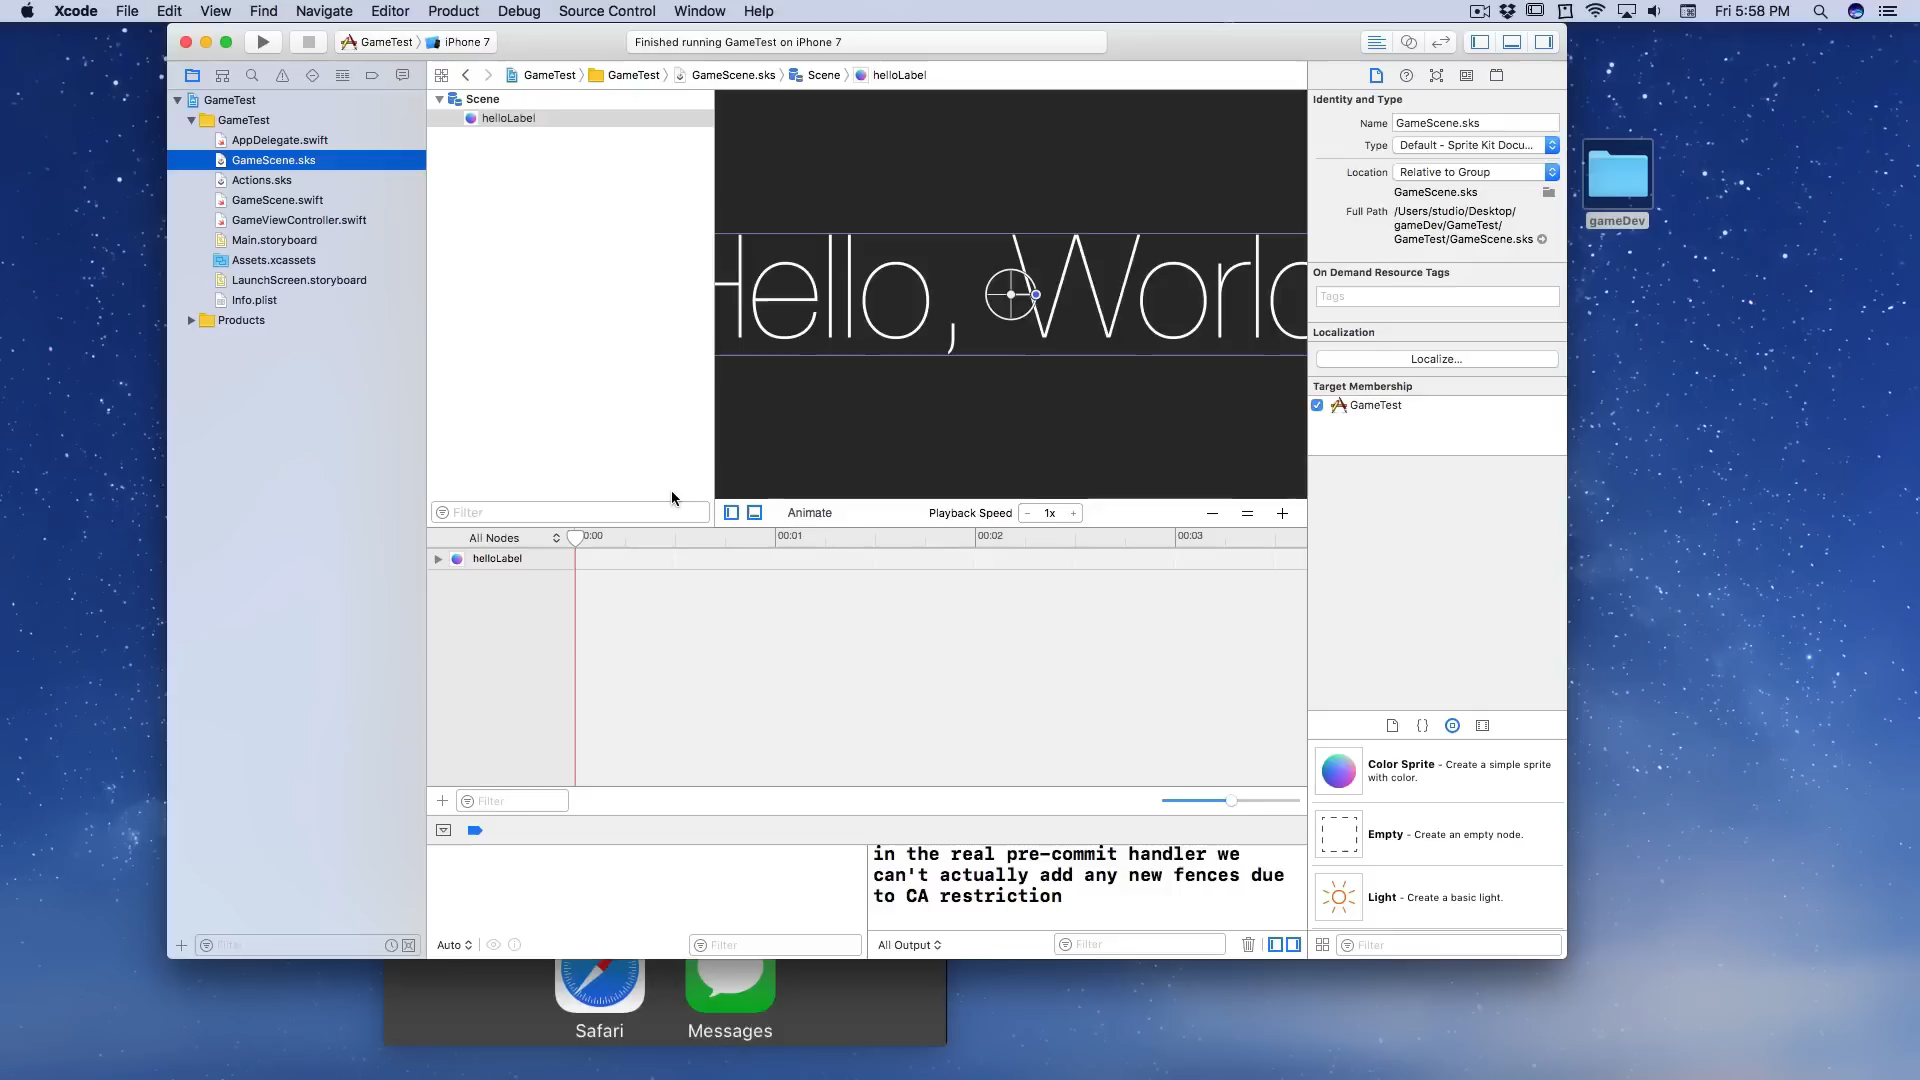 Xcode File Edit View Find Navigate Editor Product Debug Source Control Window Help
Fri 5:58 PM
GameTest iPhone 7
Finished running GameTest on iPhone 7
GameTest GameTest GameScene.sks Scene helloLabel
GameTest
GameTest
AppDelegate.swift
GameScene.sks
Actions.sks
GameScene.swift
GameViewController.swift
Main.storyboard
Assets.xcassets
LaunchScreen.storyboard
Info.plist
Products
Filter
Scene
helloLabel
Filter
Hello, World
Animate
Playback Speed - 1x +
All Nodes
0:00 00:01 00:02 00:03
helloLabel
Filter
in the real pre-commit handler we
can't actually add any new fences due
to CA restriction
Auto
Filter
All Output
Filter
Identity and Type
Name GameScene.sks
Type Default - Sprite Kit Docu...
Location Relative to Group
GameScene.sks
Full Path /Users/studio/Desktop/
gameDev/GameTest/
GameTest/GameScene.sks
On Demand Resource Tags
Tags
Localization
Localize...
Target Membership
GameTest
{ }
Color Sprite - Create a simple sprite
with color.
Empty - Create an empty node.
Light - Create a basic light.
Filter
gameDev
Safari
Messages